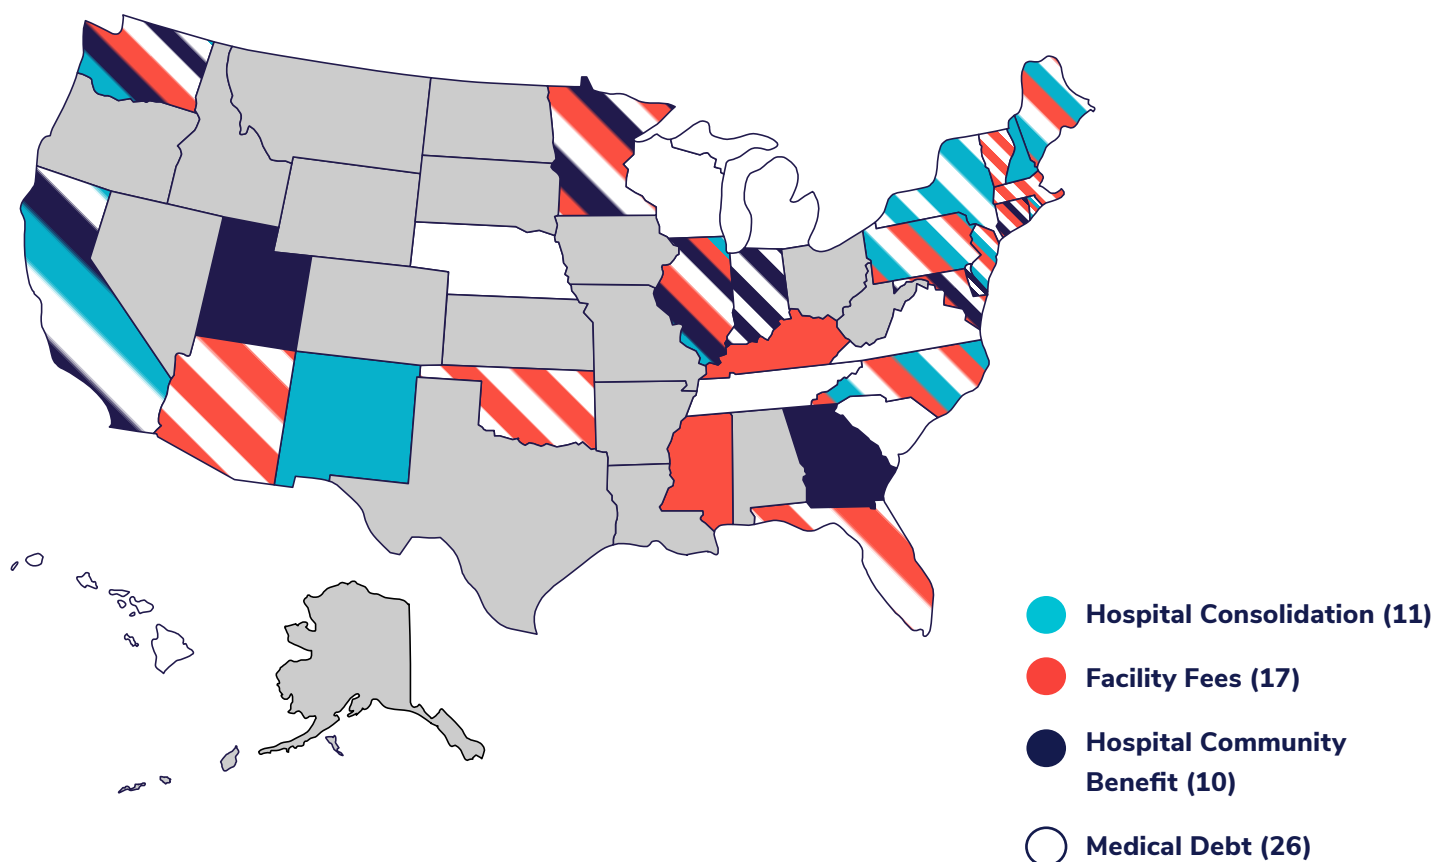 Hospital Consolidation (11)
Facility Fees (17)
Hospital Community
Benefit (10)
Medical Debt (26)